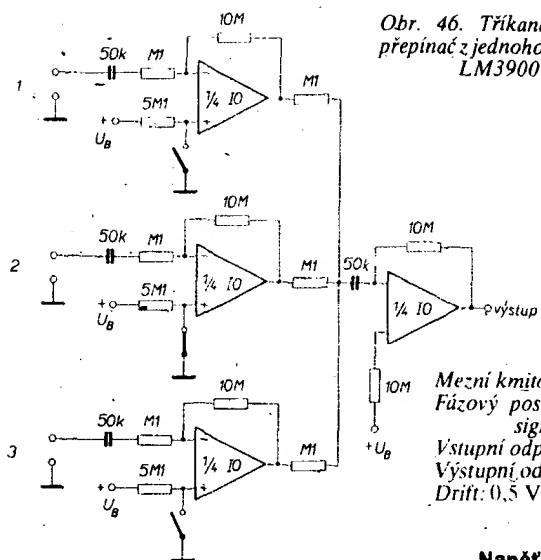 Obr. 46. Tříkaná
přepínač z jednoho
LM3900
10M
50k
M1
1
¼ IO
M1
5M1
+
U_B
10M
50k
M1
2
¼ IO
M1
50k
10M
5M1
+
U_B
¼ IO
výstup
10M
+U_B
10M
50k
M1
3
¼ IO
M1
5M1
+
U_B
Mezní kmito
Fázový pos
sig
Vstupní odp
Výstupní od
Drift: 0,5 V
Napěť